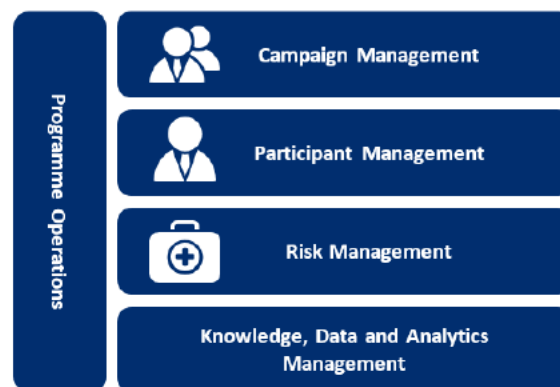 Programme Operations
Campaign Management
Participant Management
Risk Management
Knowledge, Data and Analytics
Management